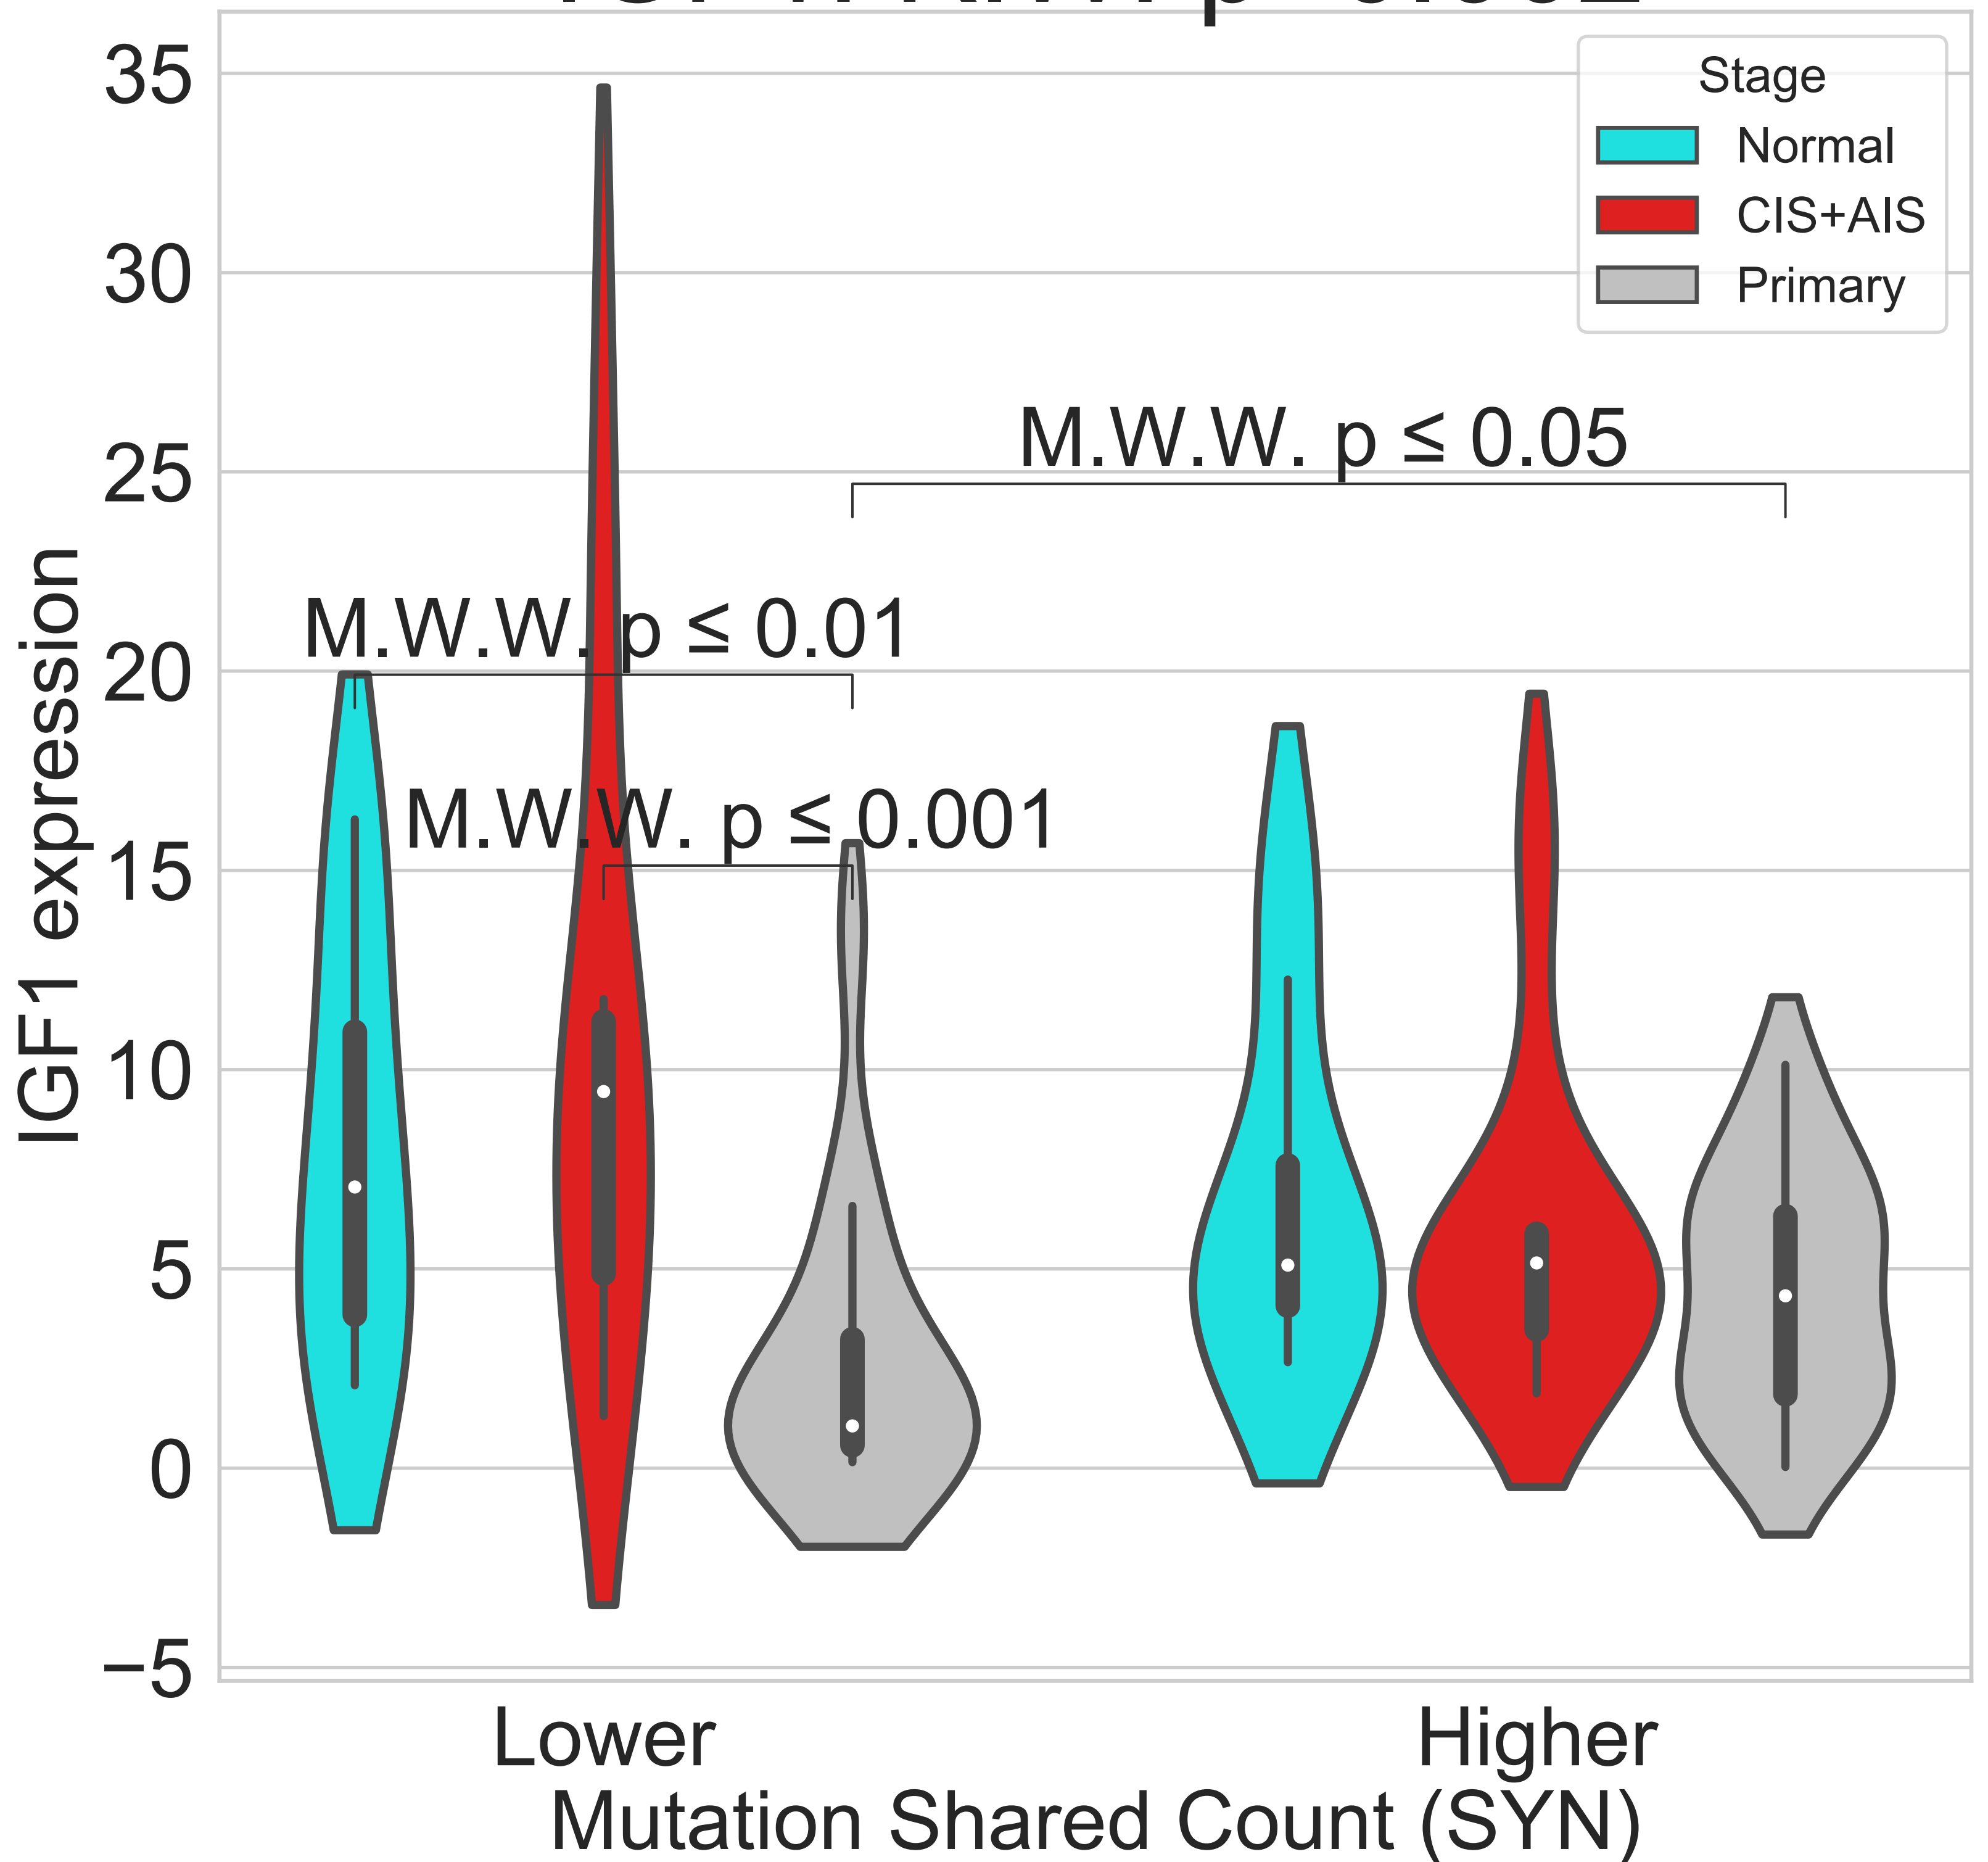 35
30
25
20
15
10
5
0
−5
IGF1 expression
Stage
Normal
CIS+AIS
Primary
M.W.W. p ≤ 0.05
M.W.W. p ≤ 0.01
M.W.W. p ≤ 0.001
Lower
Higher
Mutation Shared Count (SYN)